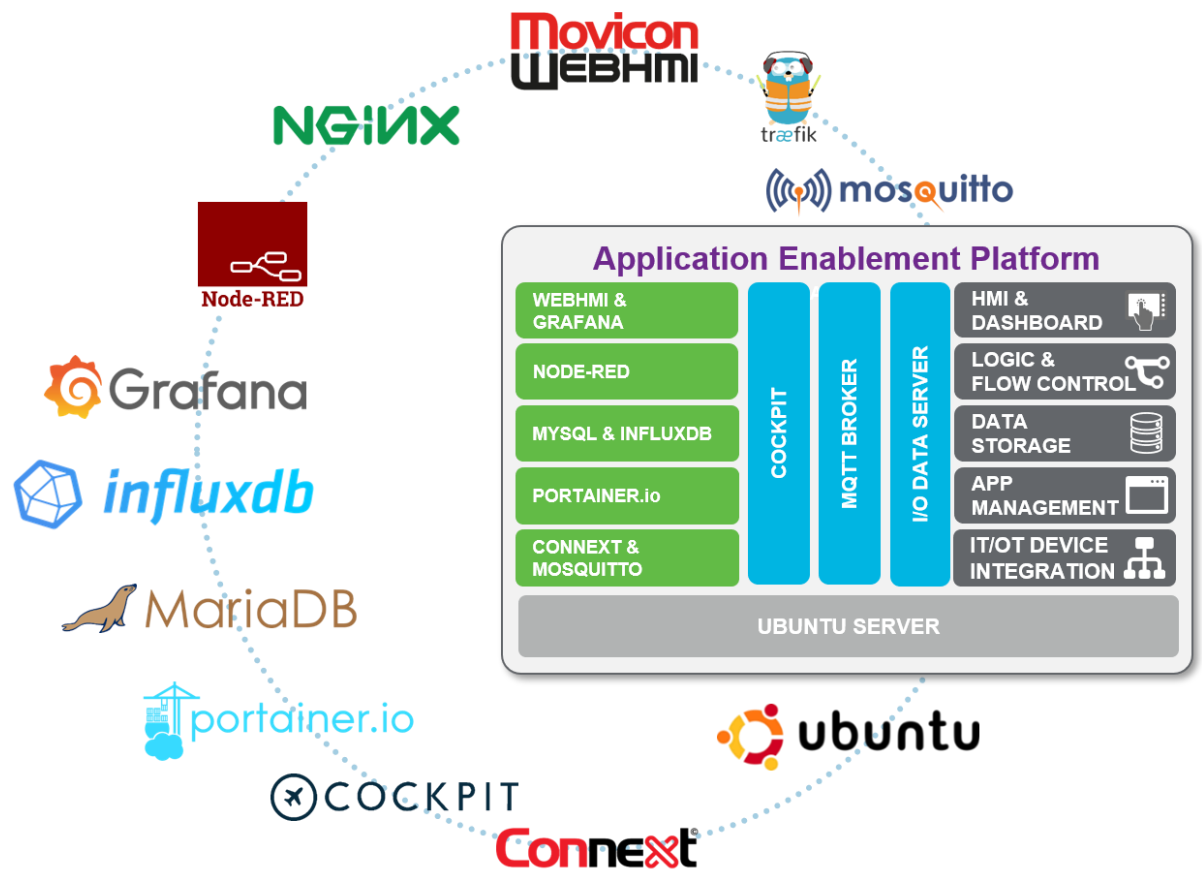 Movicon
WEBHMI
træfik
NGINX
mosquitto
Node-RED
Grafana
influxdb
MariaDB
portainer.io
COCKPIT
Connext©
ubuntu
Application Enablement Platform
WEBHMI &
GRAFANA
NODE-RED
MYSQL & INFLUXDB
PORTAINER.io
CONNEXT &
MOSQUITTO
COCKPIT
MQTT BROKER
I/O DATA SERVER
HMI &
DASHBOARD
LOGIC &
FLOW CONTROL
DATA
STORAGE
APP
MANAGEMENT
IT/OT DEVICE
INTEGRATION
UBUNTU SERVER